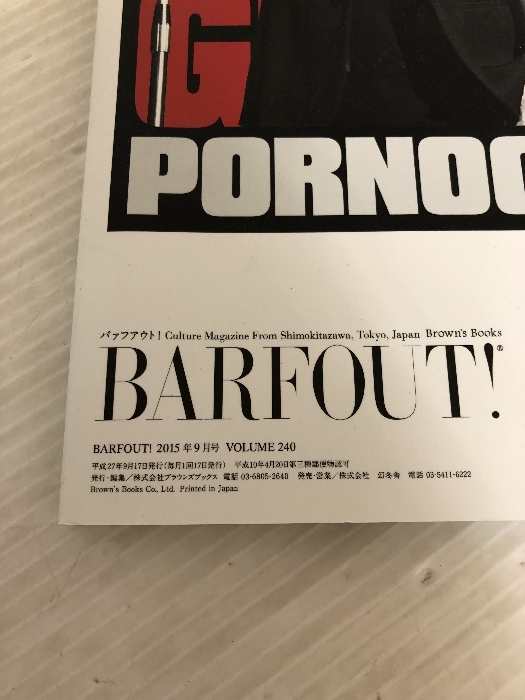 G
PORNOG
バァフアウト! Culture Magazine From Shimokitazawa, Tokyo, Japan Brown's Books
BARFOUT!®
BARFOUT! 2015年9月号 VOLUME 240
平成27年9月17日発行(毎月1回17日発行) 平成10年4月20日第三種郵便物認可
発行・編集/株式会社ブラウンズブックス 電話 03-6805-2640 発売・営業/株式会社 幻冬舎 電話 03-5411-6222
Brown's Books Co., Ltd. Printed in Japan